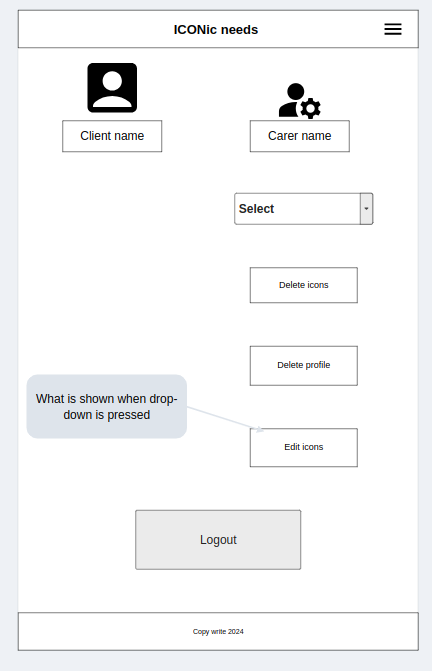 ICONic needs
Client name
Carer name
Select
Delete icons
Delete profile
What is shown when drop-
down is pressed
Edit icons
Logout
Copy write 2024